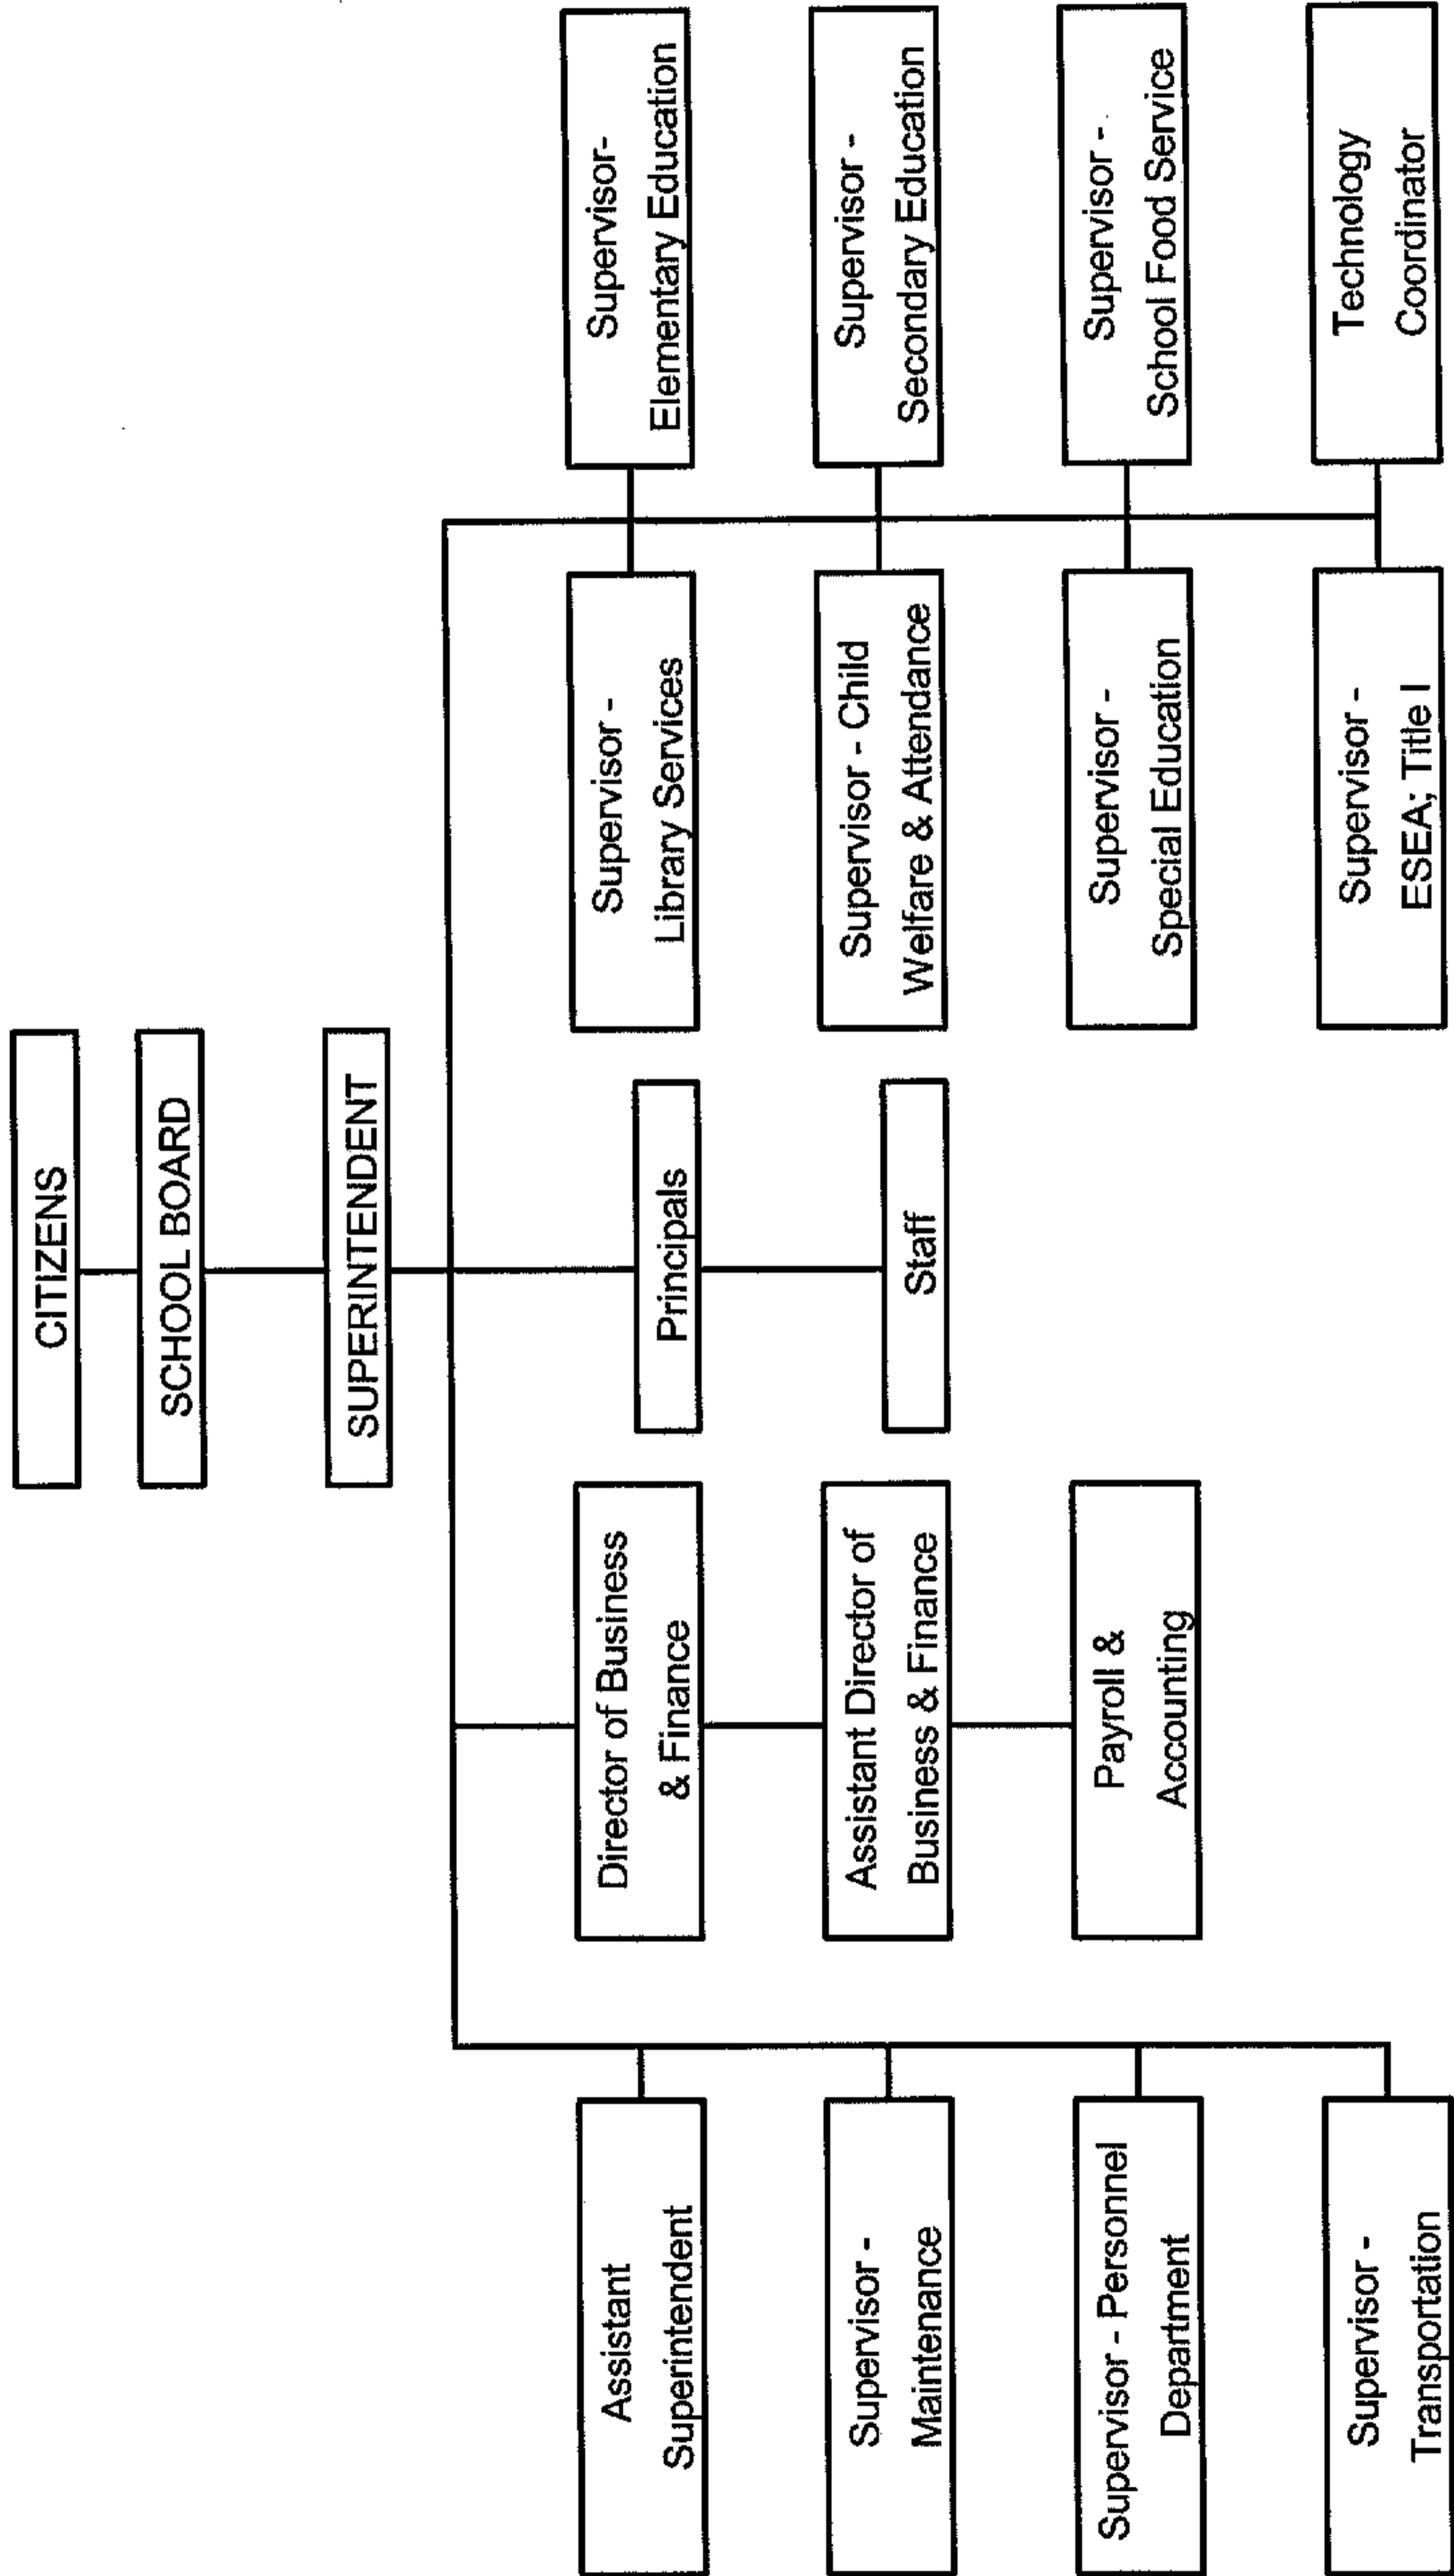 CITIZENS
SCHOOL BOARD
SUPERINTENDENT
Assistant
Superintendent
Supervisor -
Maintenance
Supervisor - Personnel
Department
Supervisor -
Transportation
Director of Business
& Finance
Assistant Director of
Business & Finance
Payroll &
Accounting
Principals
Staff
Supervisor -
Library Services
Supervisor - Child
Welfare & Attendance
Supervisor -
Special Education
Supervisor -
ESEA; Title I
Supervisor-
Elementary Education
Supervisor -
Secondary Education
Supervisor -
School Food Service
Technology
Coordinator